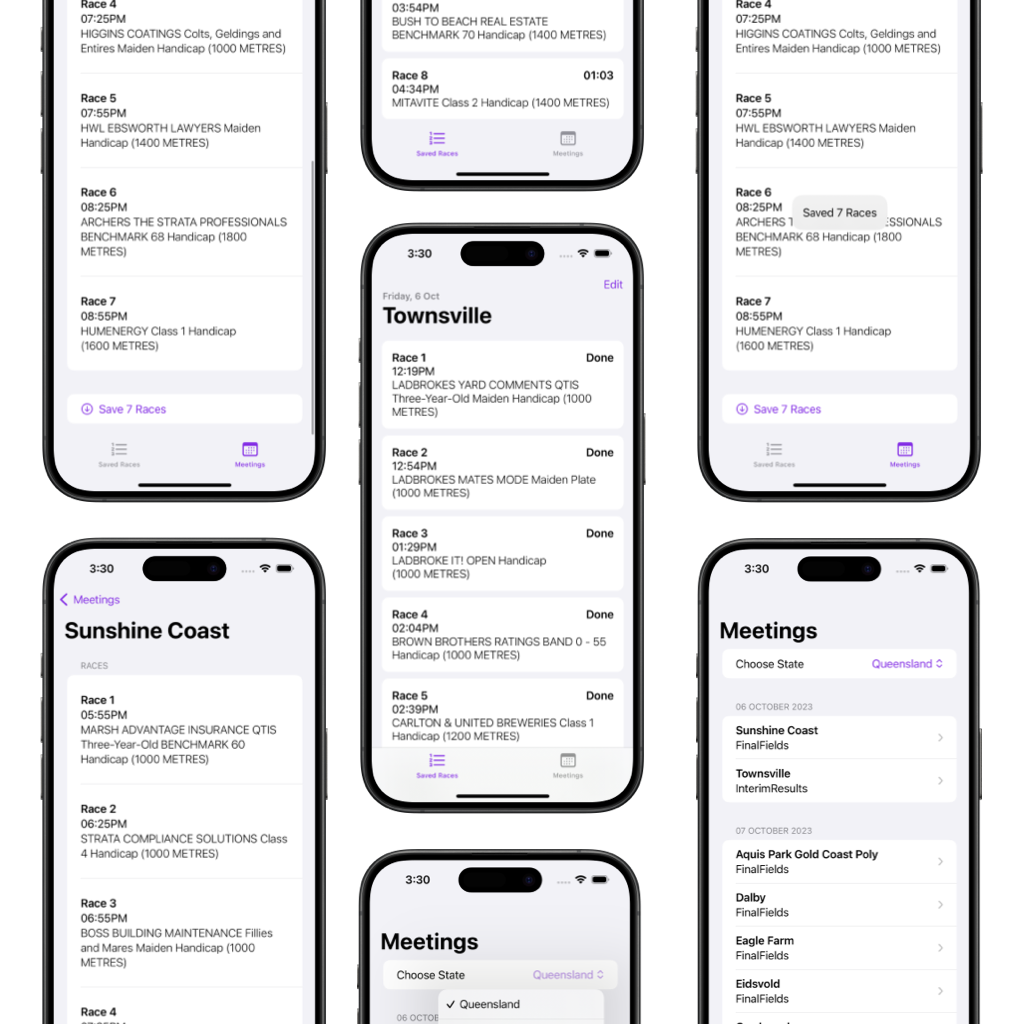 Race 4
07:25PM
HIGGINS COATINGS Colts, Geldings and
Entires Maiden Handicap (1000 METRES)
Race 5
07:55PM
HWL EBSWORTH LAWYERS Maiden
Handicap (1400 METRES)
Race 6
08:25PM
ARCHERS THE STRATA PROFESSIONALS
BENCHMARK 68 Handicap (1800
METRES)
Race 7
08:55PM
HUMENERGY Class 1 Handicap
(1600 METRES)
Save 7 Races
Saved Races
Meetings
3:30
Meetings
Sunshine Coast
RACES
Race 1
05:55PM
MARSH ADVANTAGE INSURANCE QTIS
Three-Year-Old BENCHMARK 60
Handicap (1000 METRES)
Race 2
06:25PM
STRATA COMPLIANCE SOLUTIONS Class
4 Handicap (1000 METRES)
Race 3
06:55PM
BOSS BUILDING MAINTENANCE Fillies
and Mares Maiden Handicap (1000
METRES)
Race 4
03:54PM
BUSH TO BEACH REAL ESTATE
BENCHMARK 70 Handicap (1400 METRES)
Race 8 01:03
04:34PM
MITAVITE Class 2 Handicap (1400 METRES)
Saved Races
Meetings
3:30
Edit
Friday, 6 Oct
Townsville
Race 1 Done
12:19PM
LADBROKES YARD COMMENTS QTIS
Three-Year-Old Maiden Handicap (1000
METRES)
Race 2 Done
12:54PM
LADBROKES MATES MODE Maiden Plate
(1000 METRES)
Race 3 Done
01:29PM
LADBROKE IT! OPEN Handicap
(1000 METRES)
Race 4 Done
02:04PM
BROWN BROTHERS RATINGS BAND 0 - 55
Handicap (1000 METRES)
Race 5 Done
02:39PM
CARLTON & UNITED BREWERIES Class 1
Handicap (1200 METRES)
Saved Races
Meetings
3:30
Meetings
Choose State Queensland
Queensland
06 OCTOB
Race 4
07:25PM
HIGGINS COATINGS Colts, Geldings and
Entires Maiden Handicap (1000 METRES)
Race 5
07:55PM
HWL EBSWORTH LAWYERS Maiden
Handicap (1400 METRES)
Race 6
08:25PM
Saved 7 Races
ARCHERS T ESSIONALS
BENCHMARK 68 Handicap (1800
METRES)
Race 7
08:55PM
HUMENERGY Class 1 Handicap
(1600 METRES)
Save 7 Races
Saved Races
Meetings
3:30
Meetings
Choose State Queensland
06 OCTOBER 2023
Sunshine Coast
FinalFields
Townsville
InterimResults
07 OCTOBER 2023
Aquis Park Gold Coast Poly
FinalFields
Dalby
FinalFields
Eagle Farm
FinalFields
Eidsvold
FinalFields